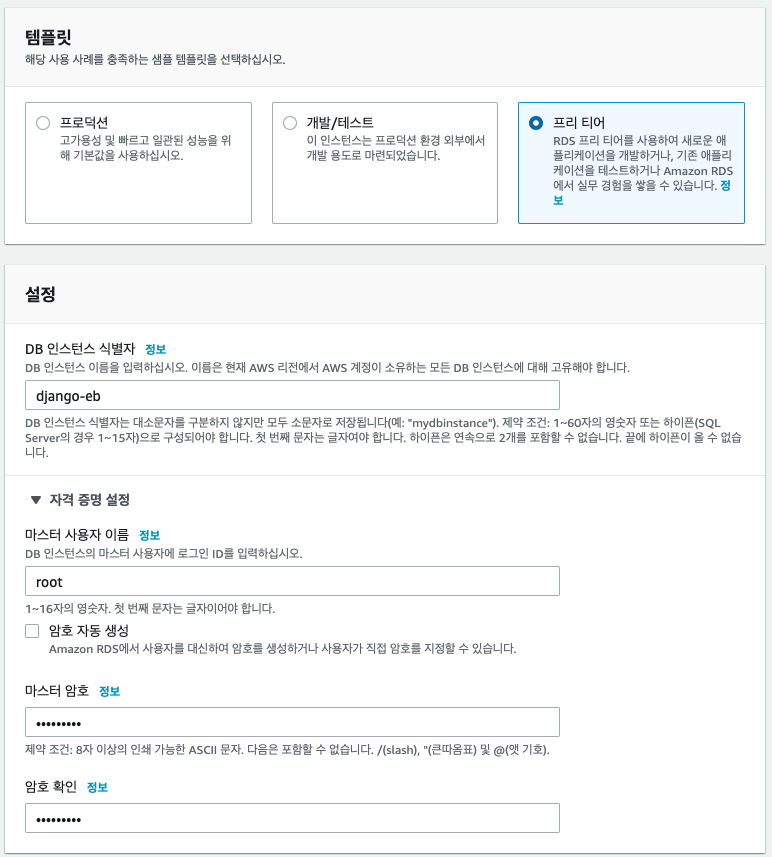 템플릿
해당 사용 사례를 충족하는 샘플 템플릿을 선택하십시오.
프로덕션
고가용성 및 빠르고 일관된 성능을 위
해 기본값을 사용하십시오.
개발/테스트
이 인스턴스는 프로덕션 환경 외부에서
개발 용도로 마련되었습니다.
프리 티어
RDS 프리 티어를 사용하여 새로운 애
플리케이션을 개발하거나, 기존 애플리
케이션을 테스트하거나 Amazon RDS
에서 실무 경험을 쌓을 수 있습니다. 정
보
설정
DB 인스턴스 식별자 정보
DB 인스턴스 이름을 입력하십시오. 이름은 현재 AWS 리전에서 AWS 계정이 소유하는 모든 DB 인스턴스에 대해 고유해야 합니다.
django-eb
DB 인스턴스 식별자는 대소문자를 구분하지 않지만 모두 소문자로 저장됩니다(예: "mydbinstance"). 제약 조건: 1~60자의 영숫자 또는 하이픈(SQL
Server의 경우 1~15자)으로 구성되어야 합니다. 첫 번째 문자는 글자여야 합니다. 하이픈은 연속으로 2개를 포함할 수 없습니다. 끝에 하이픈이 올 수 없습
니다.
▼ 자격 증명 설정
마스터 사용자 이름 정보
DB 인스턴스의 마스터 사용자에 로그인 ID를 입력하십시오.
root
1~16자의 영숫자. 첫 번째 문자는 글자이어야 합니다.
암호 자동 생성
Amazon RDS에서 사용자를 대신하여 암호를 생성하거나 사용자가 직접 암호를 지정할 수 있습니다.
마스터 암호 정보
•••••••••
제약 조건: 8자 이상의 인쇄 가능한 ASCII 문자. 다음은 포함할 수 없습니다. /(slash), "(큰따옴표) 및 @(앳 기호).
암호 확인 정보
•••••••••